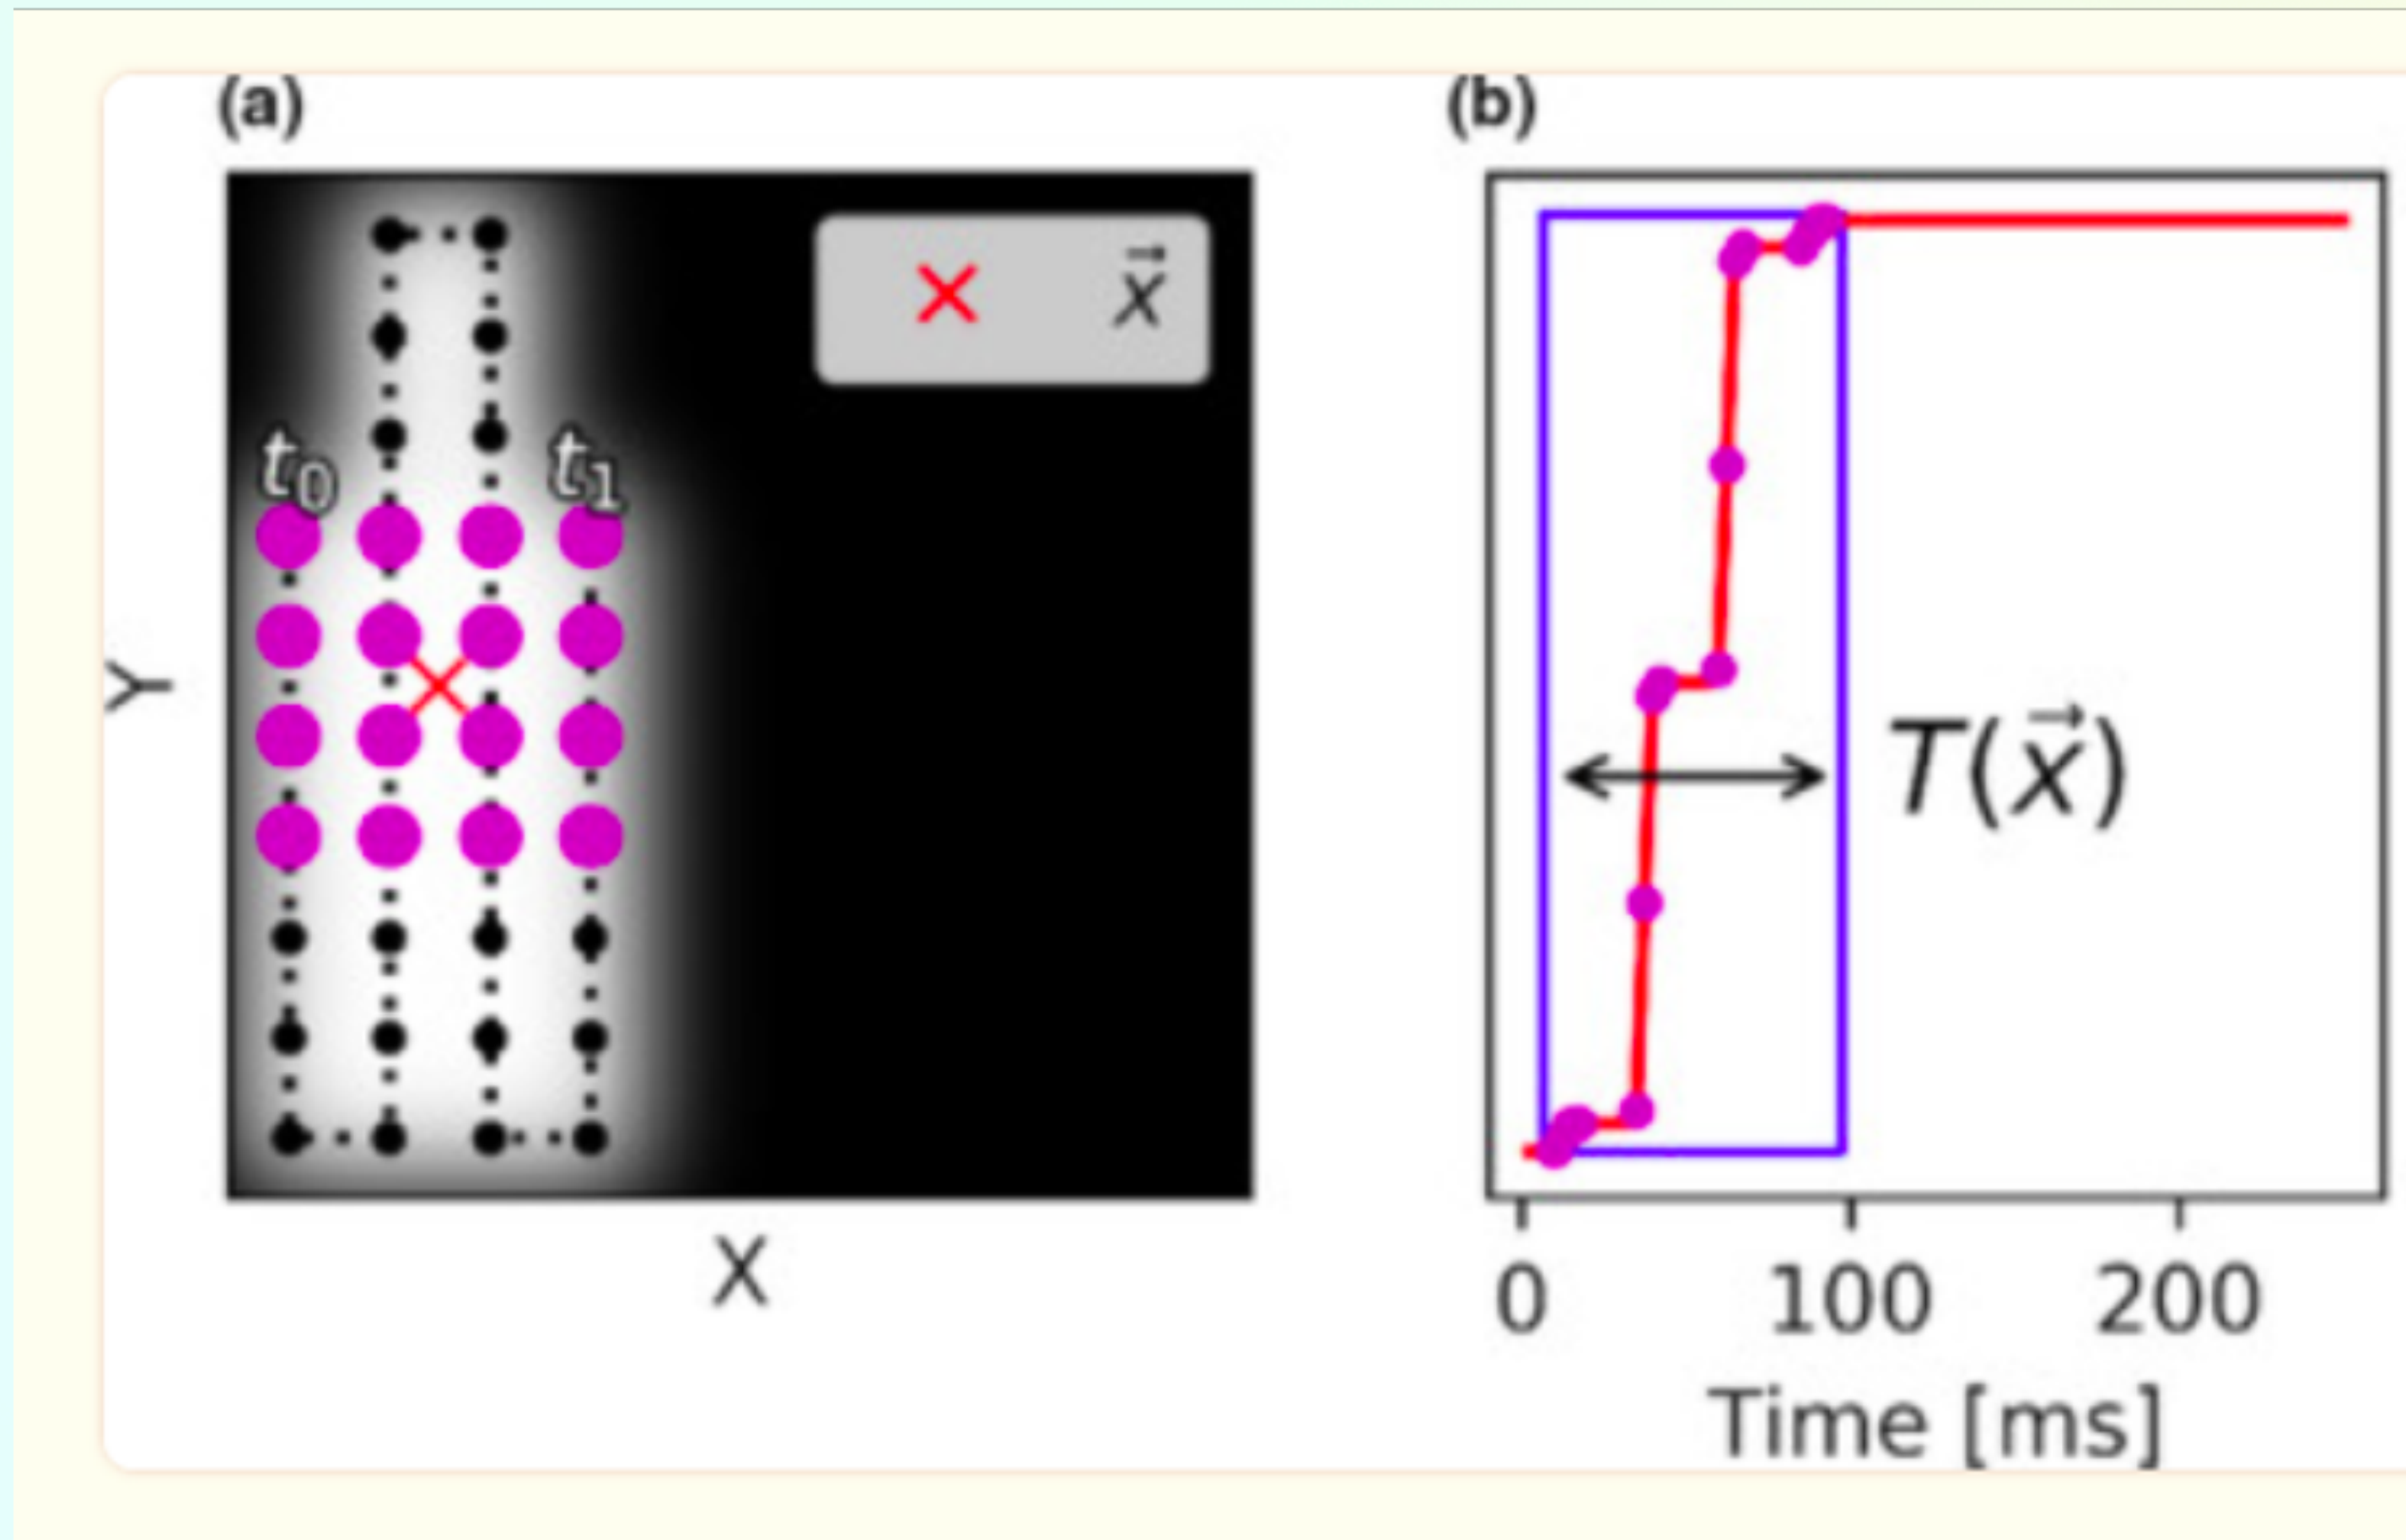 (a)
(b)
× x⃗
t₀
t₁
Y
X
T(x⃗)
0 100 200
Time [ms]